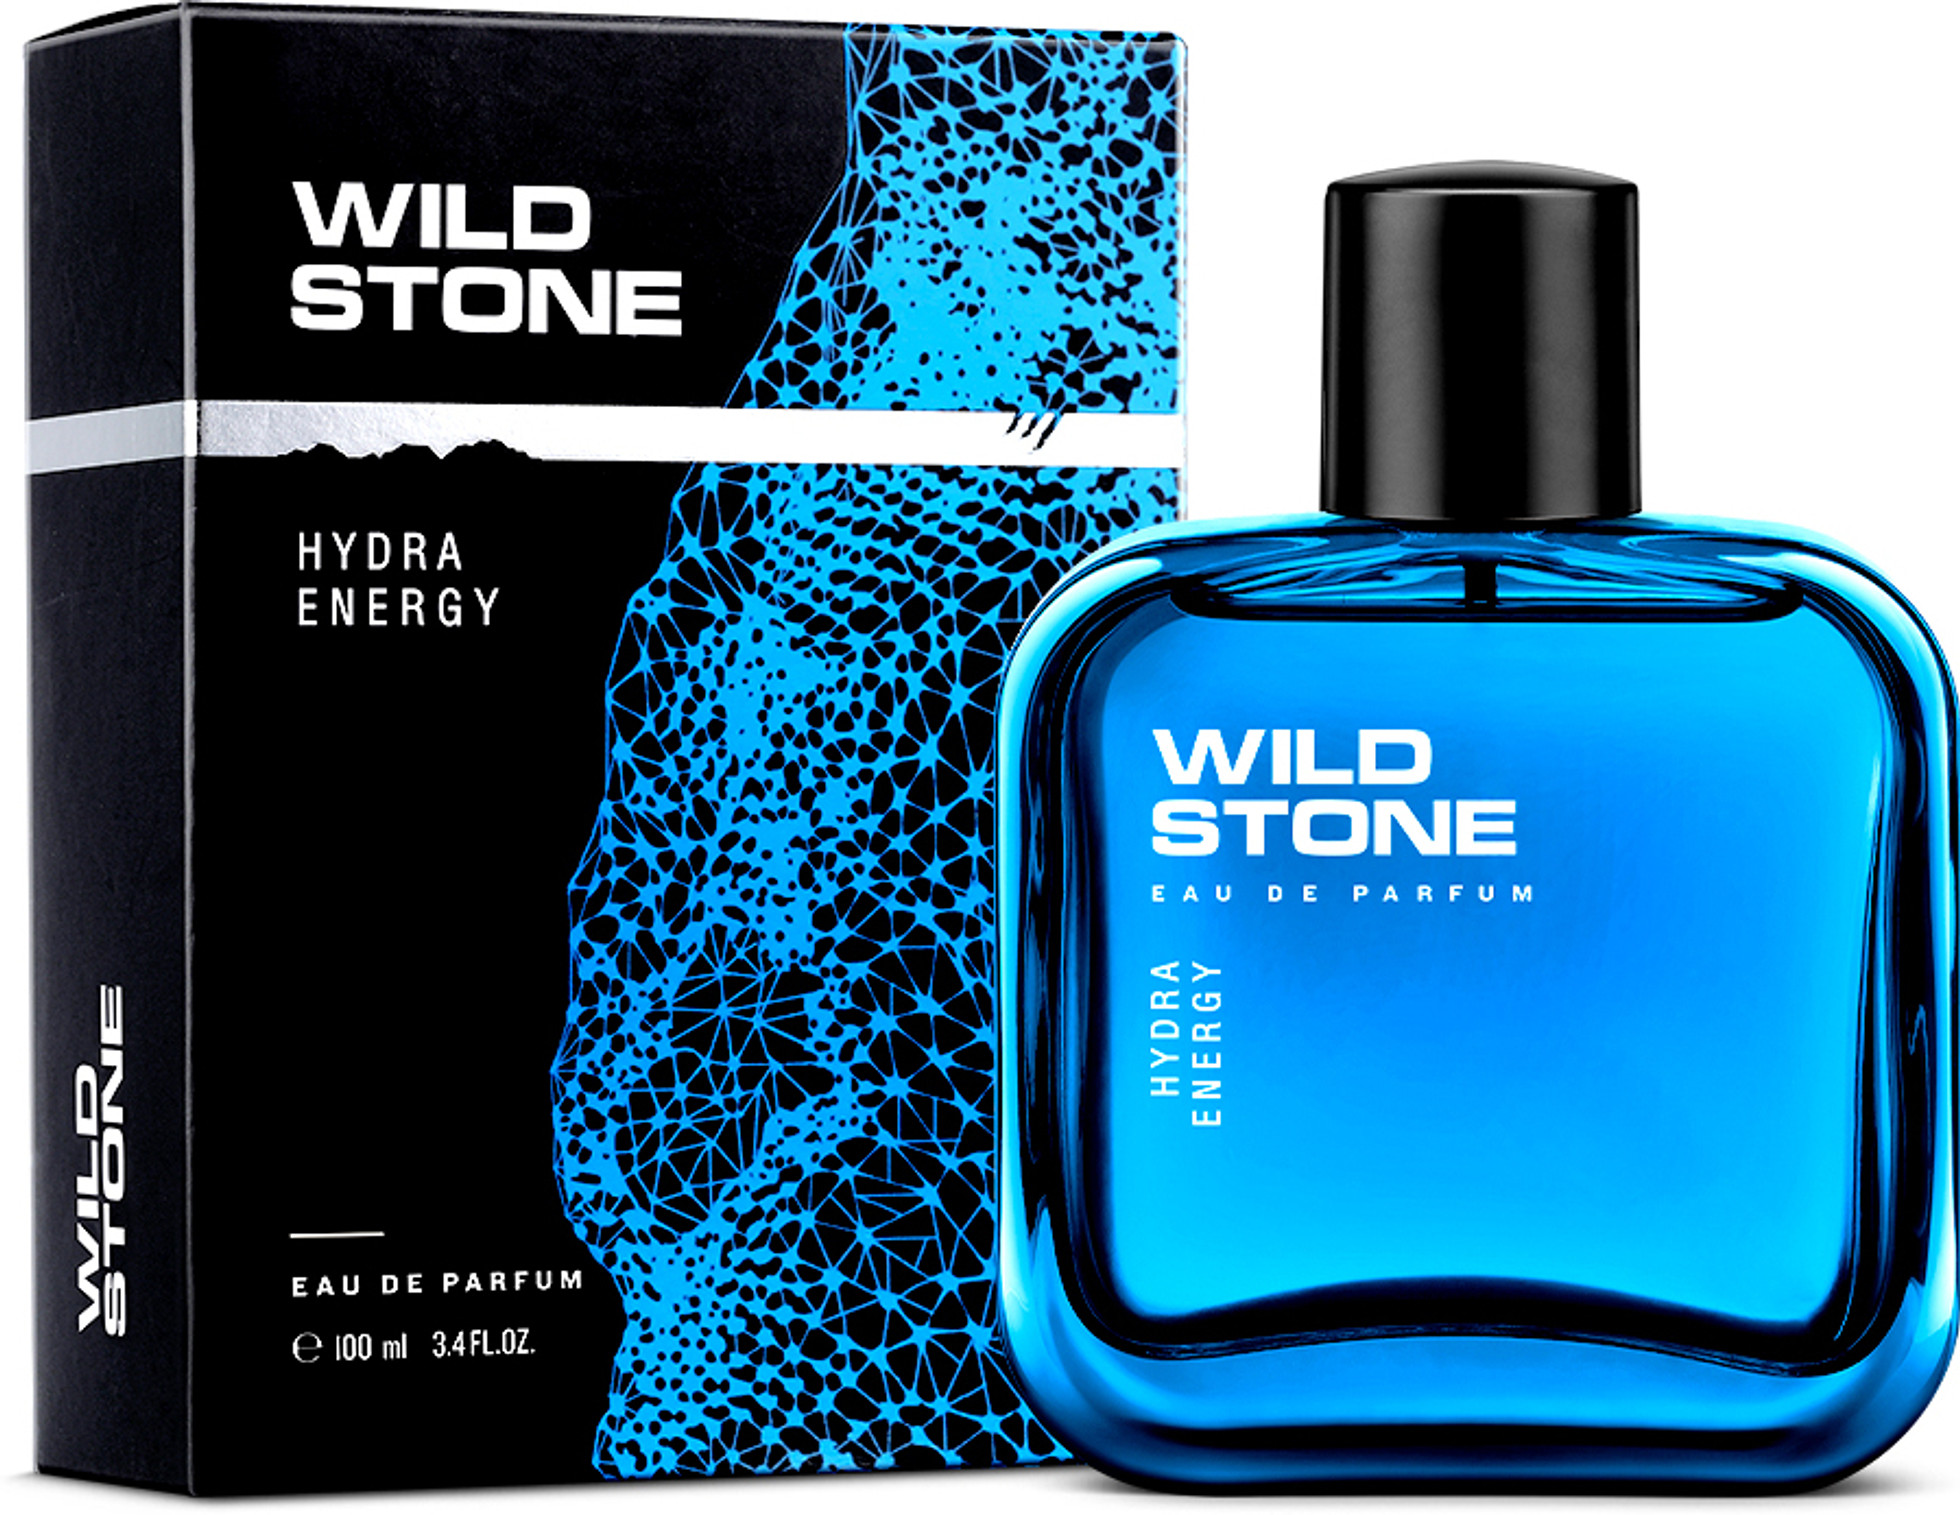 WILD
STONE
HYDRA
ENERGY
EAU DE PARFUM
℮ 100 ml 3.4 FL.OZ.
WILD
STONE
WILD
STONE
EAU DE PARFUM
HYDRA
ENERGY